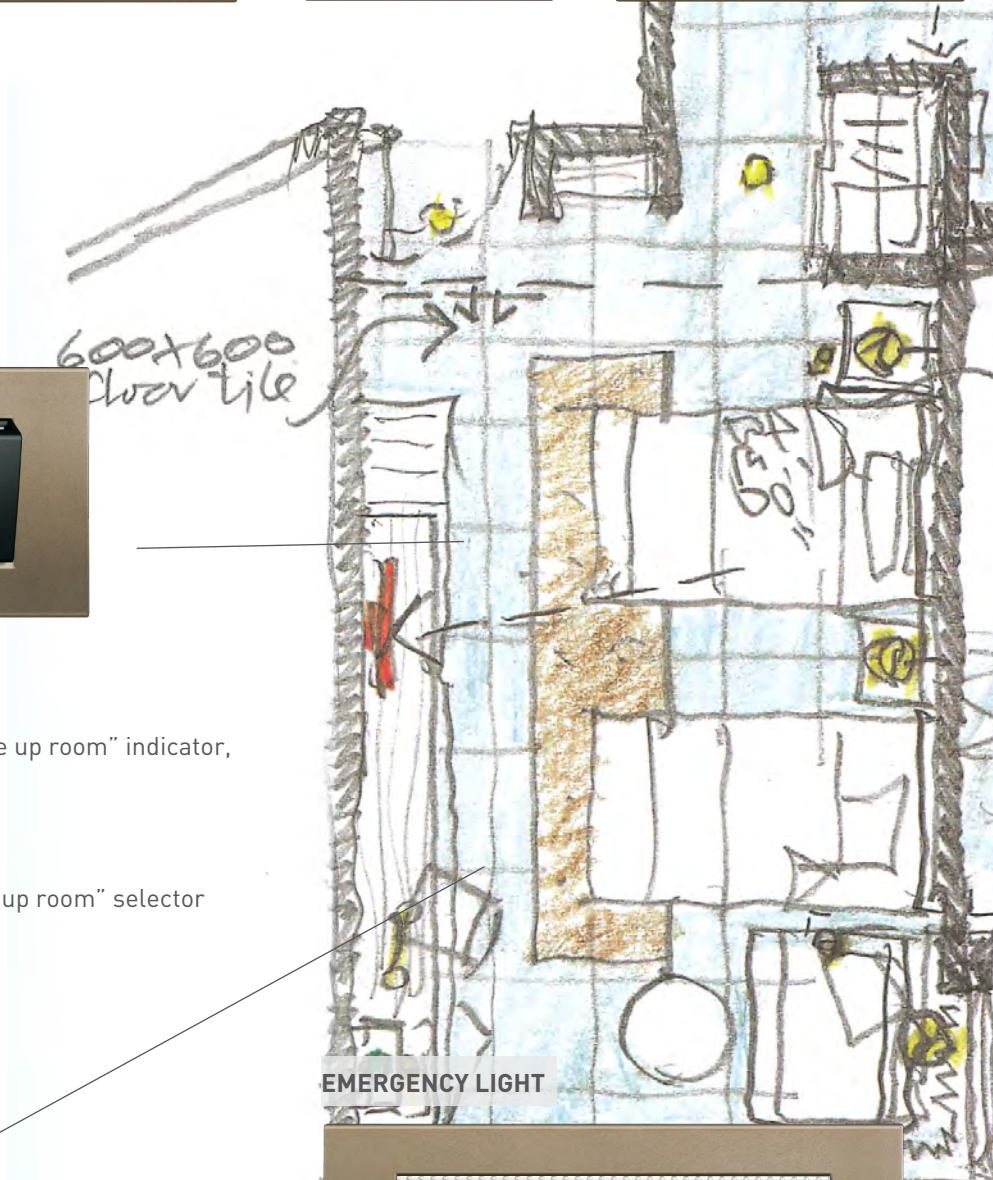 600x600
floor tile
e up room” indicator,
up room” selector
EMERGENCY LIGHT